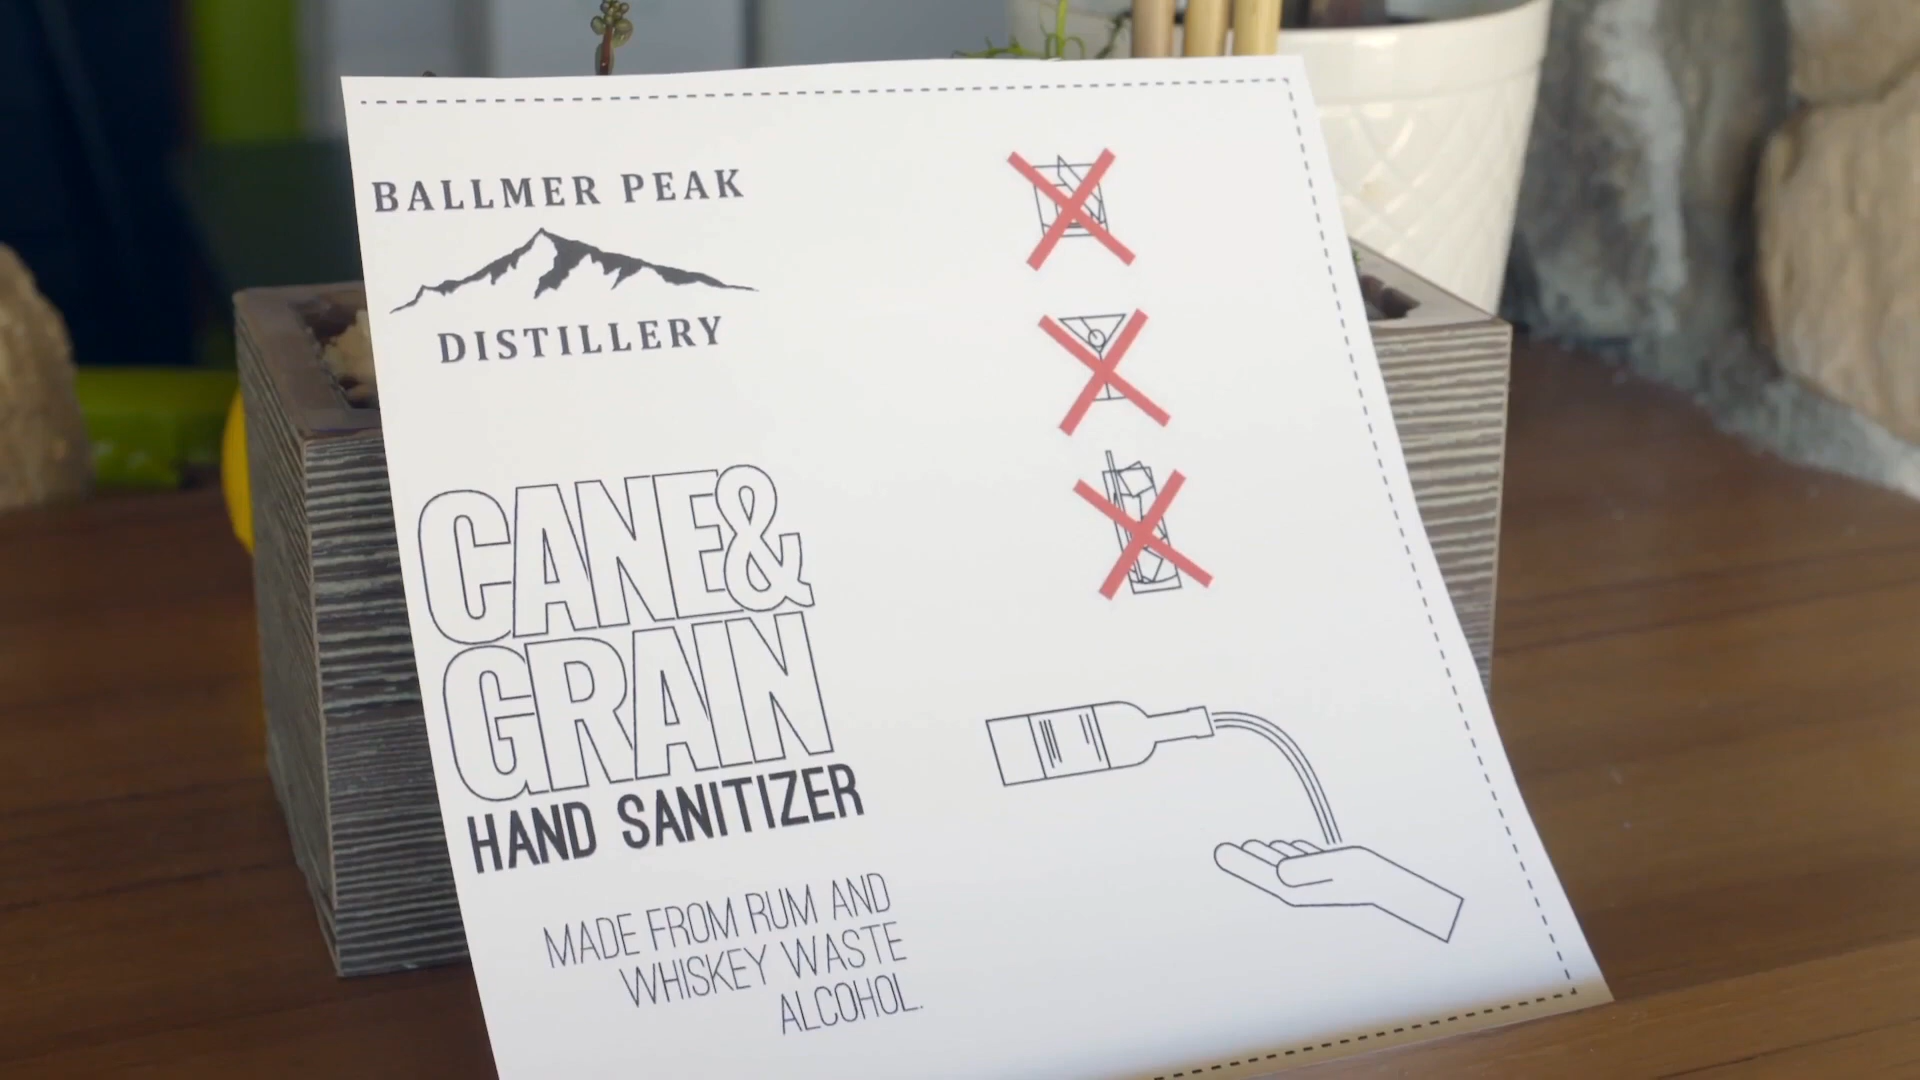 BALLMER PEAK
DISTILLERY
CANE&
GRAIN
HAND SANITIZER
MADE FROM RUM AND
WHISKEY WASTE
ALCOHOL.